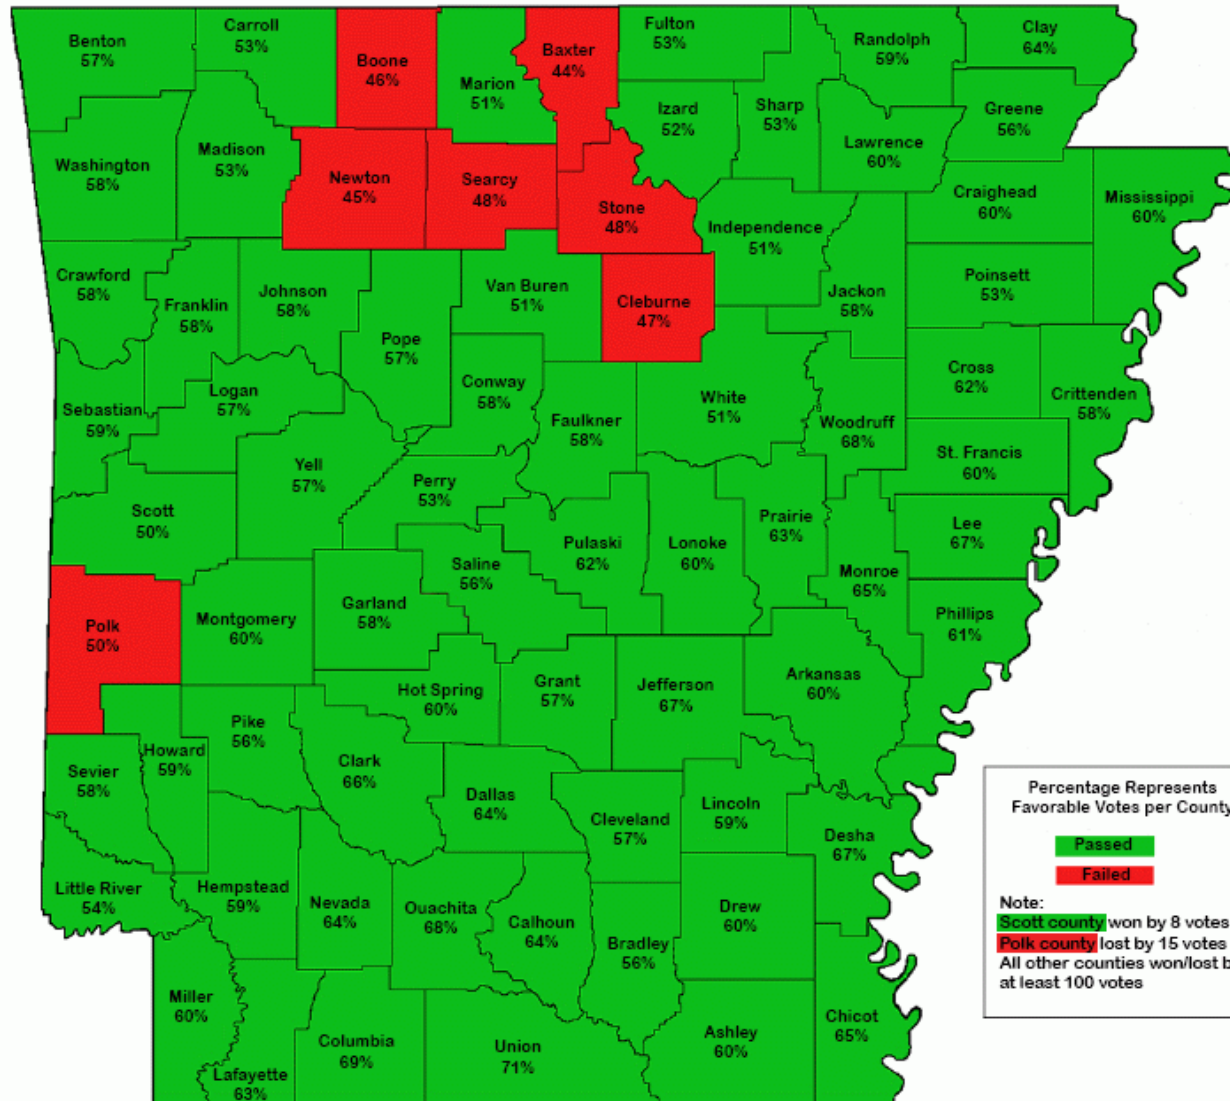 Benton
57%
Carroll
53%
Boone
46%
Marion
51%
Baxter
44%
Fulton
53%
Randolph
59%
Clay
64%
Izard
52%
Sharp
53%
Greene
56%
Lawrence
60%
Washington
58%
Madison
53%
Newton
45%
Searcy
48%
Stone
48%
Independence
51%
Craighead
60%
Mississippi
60%
Crawford
58%
Franklin
58%
Johnson
58%
Pope
57%
Van Buren
51%
Cleburne
47%
Jackon
58%
Poinsett
53%
Sebastian
59%
Logan
57%
Conway
58%
Faulkner
58%
White
51%
Woodruff
68%
Cross
62%
Crittenden
58%
St. Francis
60%
Scott
50%
Yell
57%
Perry
53%
Saline
56%
Pulaski
62%
Lonoke
60%
Prairie
63%
Monroe
65%
Lee
67%
Phillips
61%
Polk
50%
Montgomery
60%
Garland
58%
Hot Spring
60%
Grant
57%
Jefferson
67%
Arkansas
60%
Sevier
58%
Howard
59%
Pike
56%
Clark
66%
Dallas
64%
Cleveland
57%
Lincoln
59%
Desha
67%
Little River
54%
Hempstead
59%
Nevada
64%
Ouachita
68%
Calhoun
64%
Bradley
56%
Drew
60%
Miller
60%
Lafayette
63%
Columbia
69%
Union
71%
Ashley
60%
Chicot
65%
Percentage Represents
Favorable Votes per County
Passed
Failed
Note:
Scott county won by 8 votes
Polk county lost by 15 votes
All other counties won/lost b
at least 100 votes